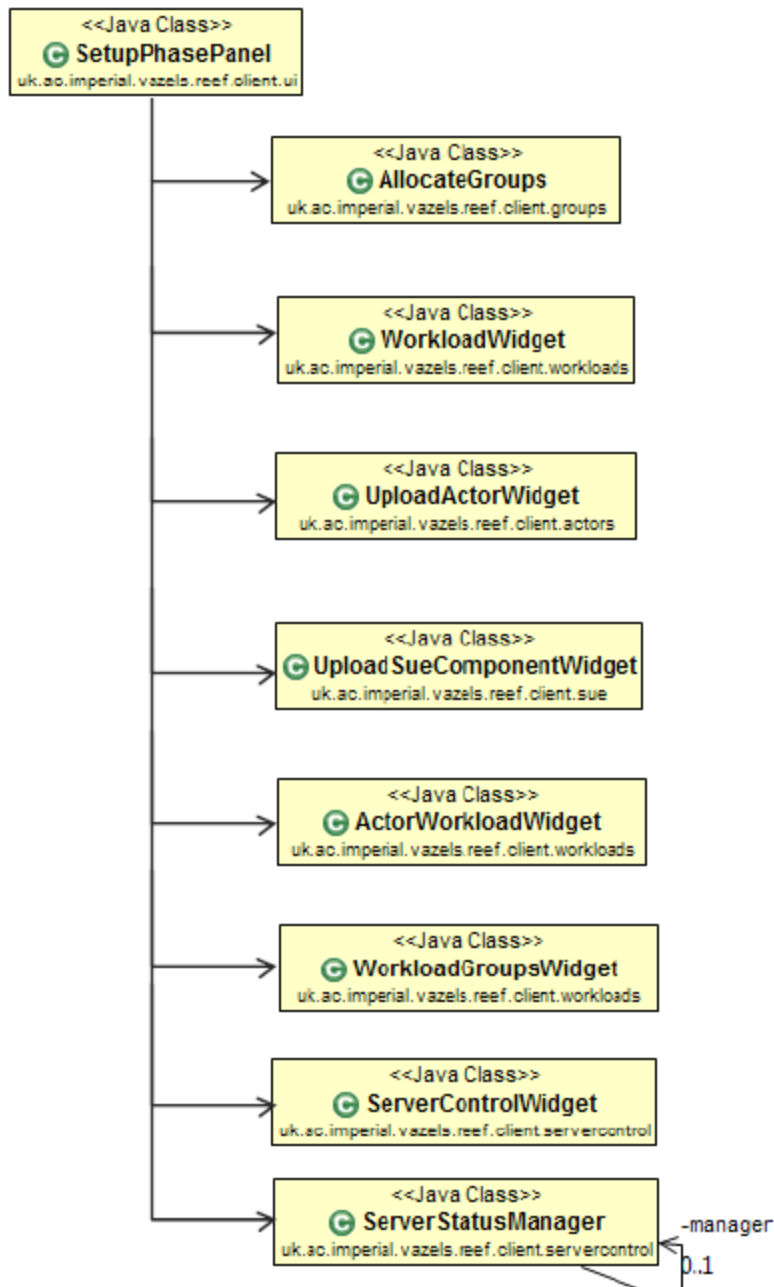 <<Java Class>>
C SetupPhasePanel
uk.ac.imperial.vazels.reef.client.ui
<<Java Class>>
C AllocateGroups
uk.ac.imperial.vazels.reef.client.groups
<<Java Class>>
C WorkloadWidget
uk.ac.imperial.vazels.reef.client.workloads
<<Java Class>>
C UploadActorWidget
uk.ac.imperial.vazels.reef.client.actors
<<Java Class>>
C UploadSueComponentWidget
uk.ac.imperial.vazels.reef.client.sue
<<Java Class>>
C ActorWorkloadWidget
uk.ac.imperial.vazels.reef.client.workloads
<<Java Class>>
C WorkloadGroupsWidget
uk.ac.imperial.vazels.reef.client.workloads
<<Java Class>>
C ServerControlWidget
uk.ac.imperial.vazels.reef.client.servercontrol
<<Java Class>>
C ServerStatusManager
uk.ac.imperial.vazels.reef.client.servercontrol
-manager
0..1